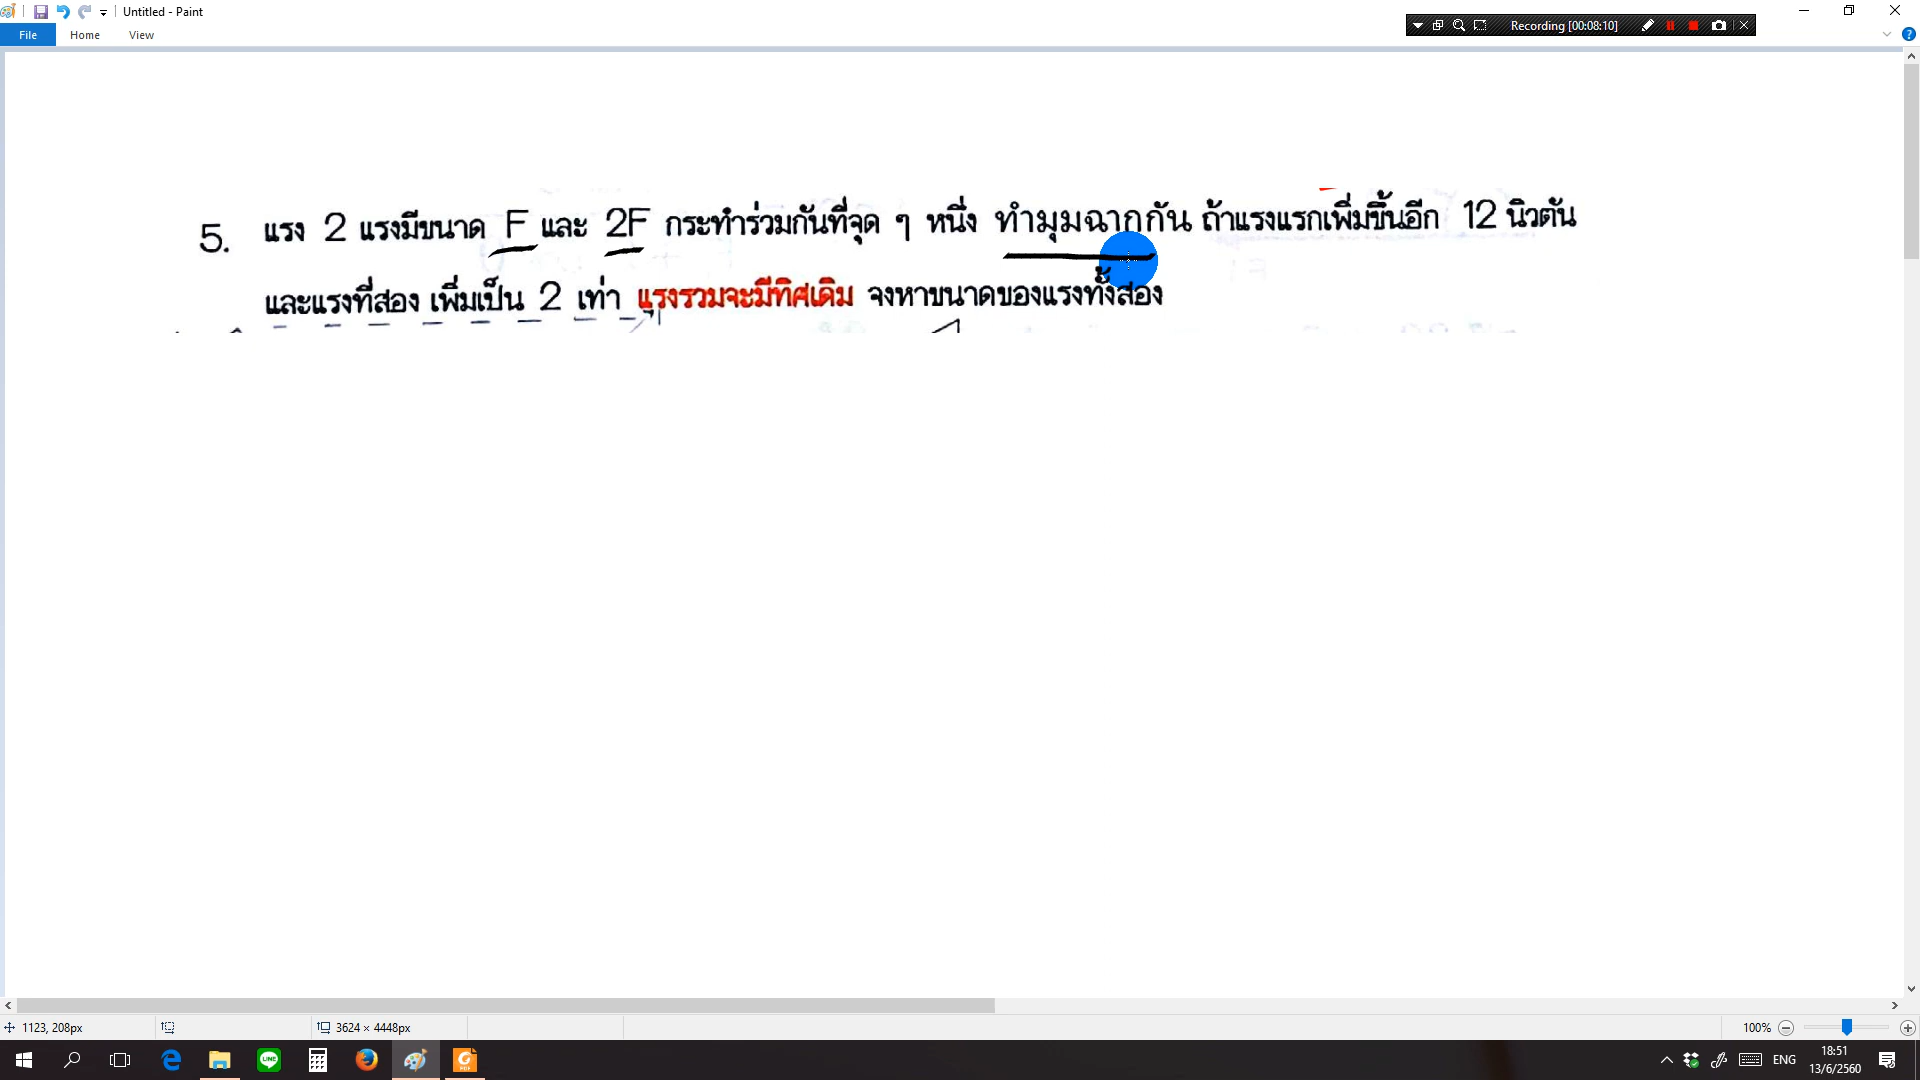 Untitled - Paint
Recording [00:08:10]
File Home View
5. แรง 2 แรงมีขนาด F และ 2F กระทำร่วมกันที่จุด ๆ หนึ่ง ทำมุมฉากกัน ถ้าแรงแรกเพิ่มขึ้นอีก 12 นิวตัน
และแรงที่สอง เพิ่มเป็น 2 เท่า แรงรวมจะมีทิศเดิม จงหาขนาดของแรงทั้งสอง
1123, 208px 3624 × 4448px 100%
ENG 18:51
13/6/2560